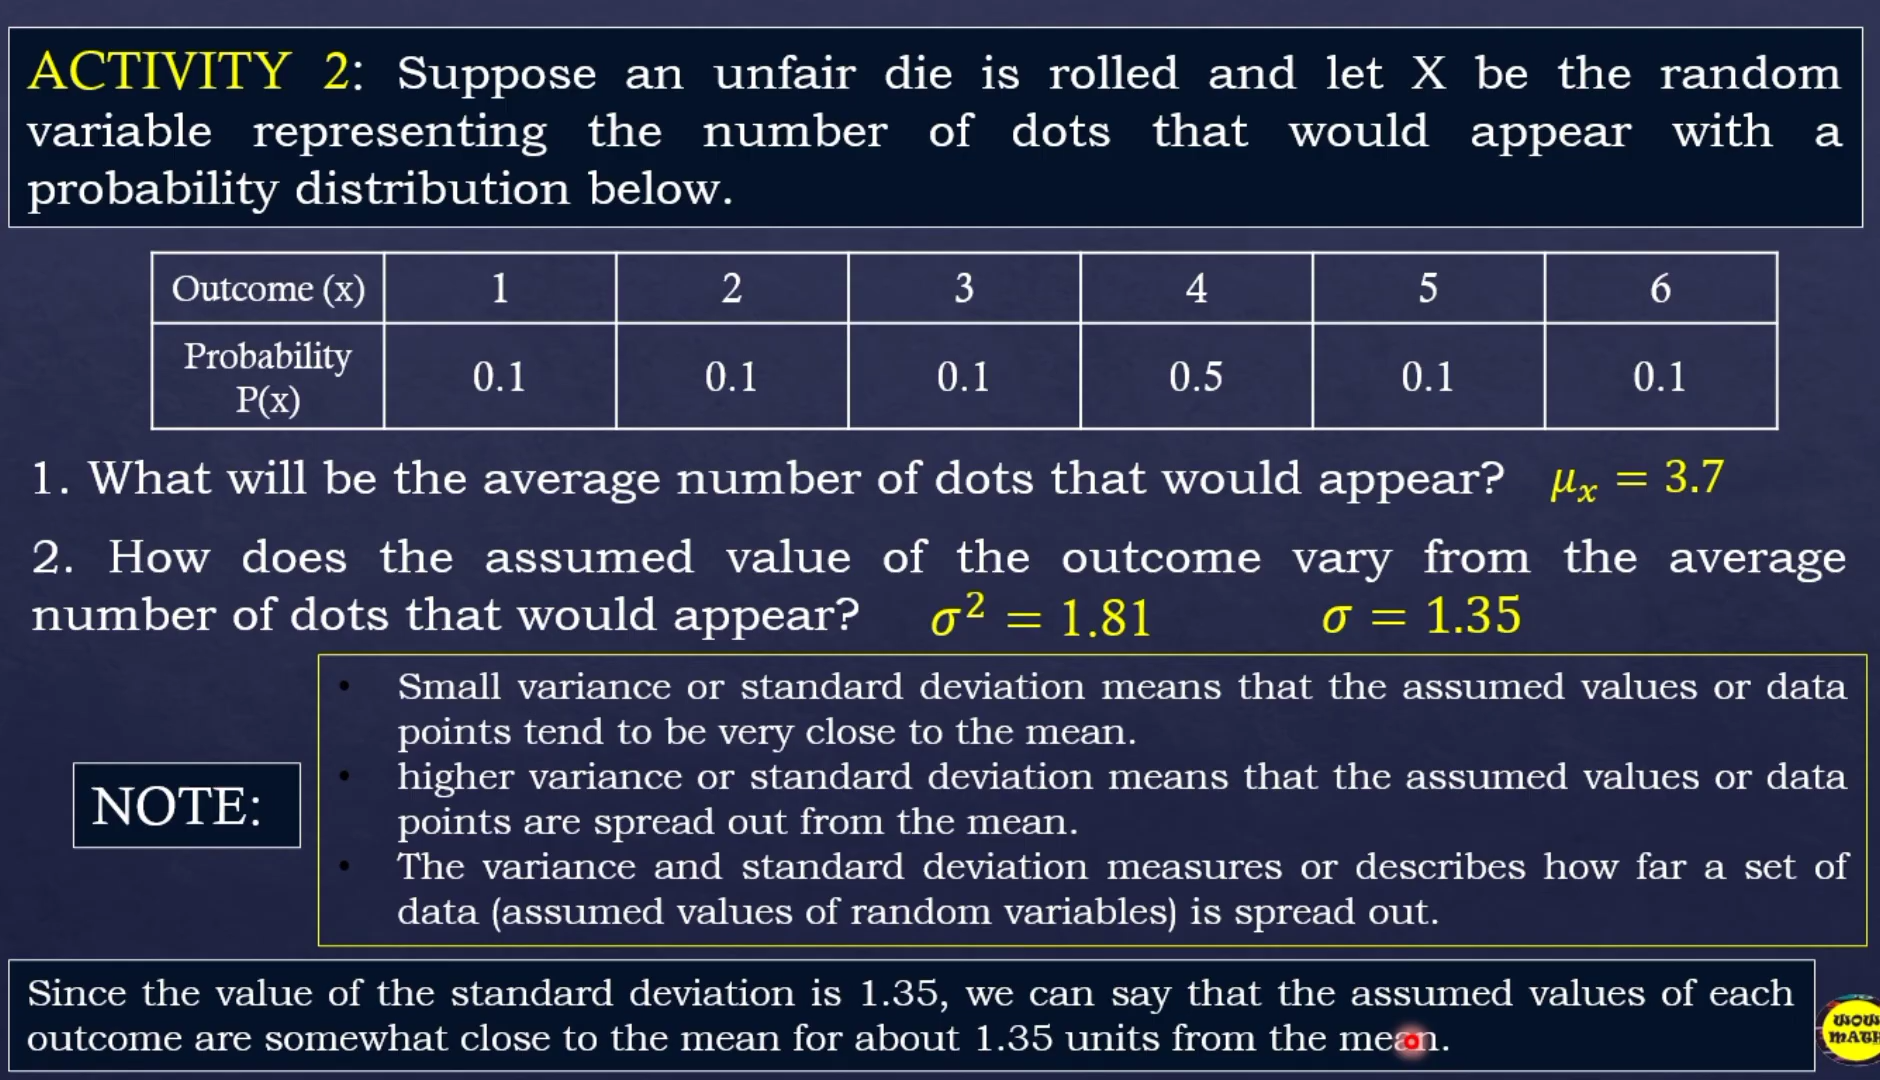 ACTIVITY 2: Suppose an unfair die is rolled and let X be the random
variable representing the number of dots that would appear with a
probability distribution below.
Outcome (x) 1 2 3 4 5 6
Probability
P(x) 0.1 0.1 0.1 0.5 0.1 0.1
1. What will be the average number of dots that would appear? μₓ = 3.7
2. How does the assumed value of the outcome vary from the average
number of dots that would appear? σ² = 1.81 σ = 1.35
NOTE:
• Small variance or standard deviation means that the assumed values or data
points tend to be very close to the mean.
• higher variance or standard deviation means that the assumed values or data
points are spread out from the mean.
• The variance and standard deviation measures or describes how far a set of
data (assumed values of random variables) is spread out.
Since the value of the standard deviation is 1.35, we can say that the assumed values of each
outcome are somewhat close to the mean for about 1.35 units from the mean.
WOW
MATH